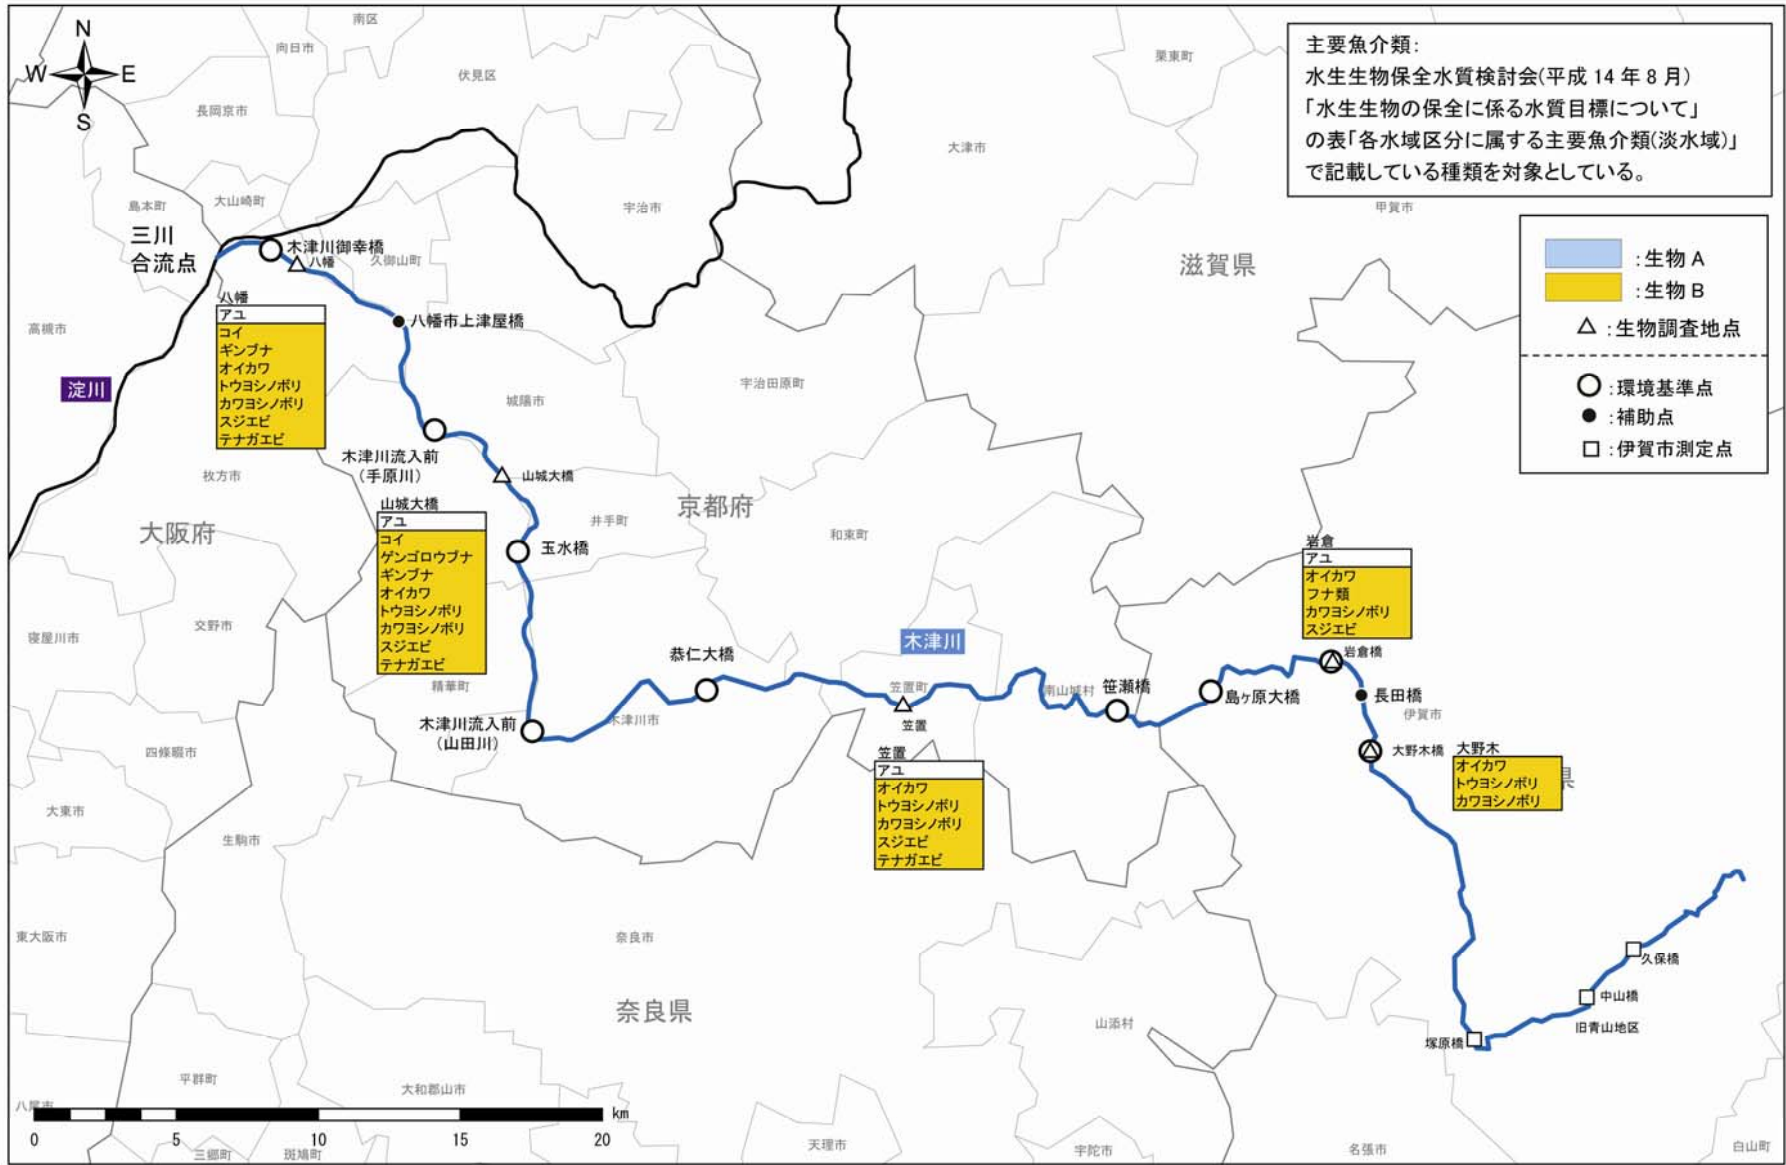 主要魚介類：
水生生物保全水質検討会(平成 14 年 8 月)
「水生生物の保全に係る水質目標について」
の表「各水域区分に属する主要魚介類(淡水域)」
で記載している種類を対象としている。
：生物 A
：生物 B
：生物調査地点
：環境基準点
：補助点
：伊賀市測定点
N
W
E
S
南区
向日市
伏見区
栗東町
長岡京市
大津市
島本町
大山崎町
宇治市
甲賀市
三川
合流点
木津川御幸橋
八幡
久御山町
滋賀県
八幡
アユ
コイ
ギンブナ
オイカワ
トウヨシノボリ
カワヨシノボリ
スジエビ
テナガエビ
高槻市
八幡市上津屋橋
淀川
宇治田原町
城陽市
木津川流入前
（手原川）
山城大橋
枚方市
大阪府
京都府
井手町
和束町
山城大橋
アユ
コイ
ゲンゴロウブナ
ギンブナ
オイカワ
トウヨシノボリ
カワヨシノボリ
スジエビ
テナガエビ
玉水橋
岩倉
アユ
オイカワ
フナ類
カワヨシノボリ
スジエビ
寝屋川市
交野市
木津川
恭仁大橋
岩倉橋
精華町
笠置町
南山城村
笹瀬橋
島ヶ原大橋
長田橋
伊賀市
木津川流入前
（山田川）
木津川市
笠置
四條畷市
笠置
アユ
オイカワ
トウヨシノボリ
カワヨシノボリ
スジエビ
テナガエビ
大野木橋
大野木
オイカワ
トウヨシノボリ
カワヨシノボリ
県
大東市
生駒市
東大阪市
奈良市
久保橋
中山橋
奈良県
山添村
旧青山地区
塚原橋
平群町
大和郡山市
八尾市
km
0
5
10
15
20
三郷町
斑鳩町
天理市
宇陀市
名張市
白山町